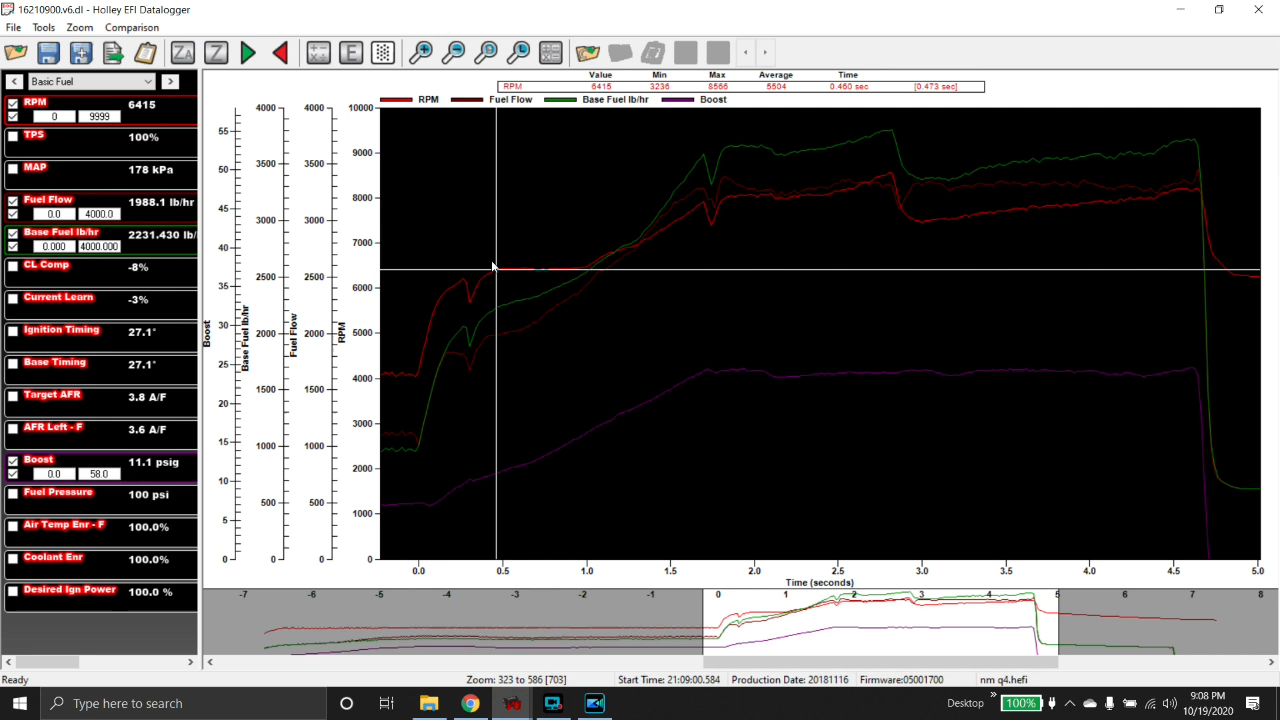 16210900.v6.dl - Holley EFI Datalogger
File Tools Zoom Comparison
Basic Fuel
RPM 6415
0 9999
TPS 100%
MAP 178 kPa
Fuel Flow 1988.1 lb/hr
0.0 4000.0
Base Fuel lb/hr 2231.430 lb/
0.000 4000.000
CL Comp -8%
Current Learn -3%
Ignition Timing 27.1°
Base Timing 27.1°
Target AFR 3.8 A/F
AFR Left - F 3.6 A/F
Boost 11.1 psig
0.0 58.0
Fuel Pressure 100 psi
Air Temp Enr - F 100.0%
Coolant Enr 100.0%
Desired Ign Power 100.0 %
Value Min Max Average Time
RPM 6415 3236 8566 5504 0.460 sec [0.473 sec]
RPM Fuel Flow Base Fuel lb/hr Boost
55 50 45 40 35 30 25 20 15 10 5 0
Boost
4000 3500 3000 2500 2000 1500 1000 500 0
Base Fuel lb/hr
4000 3500 3000 2500 2000 1500 1000 500 0
Fuel Flow
10000 9000 8000 7000 6000 5000 4000 3000 2000 1000 0
RPM
0.0 0.5 1.0 1.5 2.0 2.5 3.0 3.5 4.0 4.5 5.0
Time (seconds)
-7 -6 -5 -4 -3 -2 -1 0 1 2 3 4 5 6 7 8
Ready Zoom: 323 to 586 [703] Start Time: 21:09:00.584 Production Date: 20181116 Firmware:05001700 nm q4.hefi
Type here to search
Desktop
100%
9:08 PM
10/19/2020